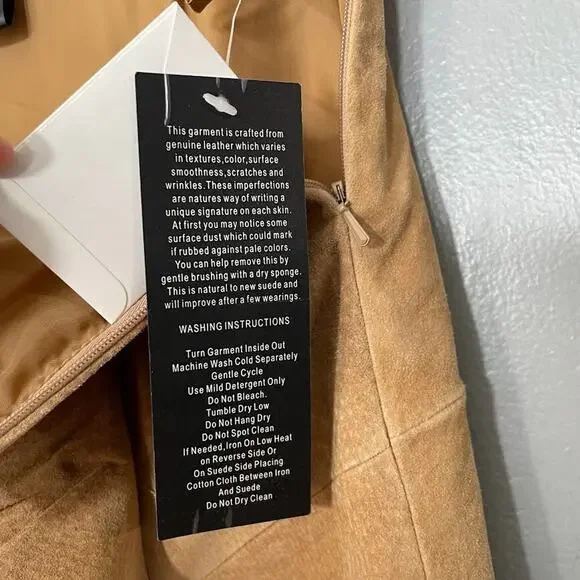 This garment is crafted from
genuine leather which varies
in textures,color,surface
smoothness,scratches and
wrinkles.These imperfections
are natures way of writing a
unique signature on each skin.
At first you may notice some
surface dust which could mark
if rubbed against pale colors.
You can help remove this by
gentle brushing with a dry sponge.
This is natural to new suede and
will improve after a few wearings.
WASHING INSTRUCTIONS
Turn Garment Inside Out
Machine Wash Cold Separately
Gentle Cycle
Use Mild Detergent Only
Do Not Bleach.
Tumble Dry Low
Do Not Hang Dry
Do Not Spot Clean
If Needed,Iron On Low Heat
on Reverse Side Or
On Suede Side Placing
Cotton Cloth Between Iron
And Suede
Do Not Dry Clean